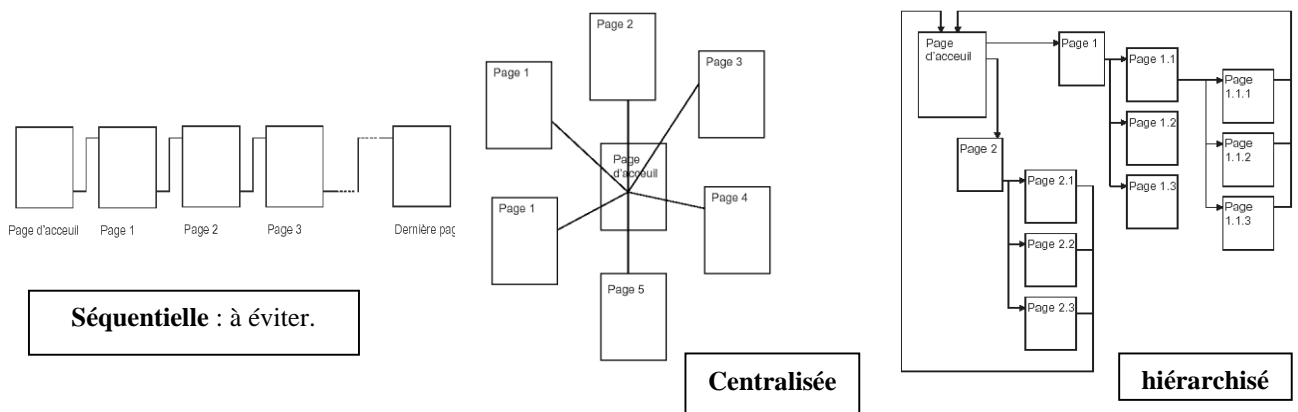 Page d'acceuil
Page 1
Page 2
Page 3
Dernière pag
Séquentielle : à éviter.
Page 2
Page 1
Page 3
Page
d'acceuil
Page 1
Page 4
Page 5
Centralisée
Page
d'acceuil
Page 1
Page 1.1
Page
1.1.1
Page 1.2
Page
1.1.2
Page 2
Page 1.3
Page 2.1
Page
1.1.3
Page 2.2
Page 2.3
hiérarchisé